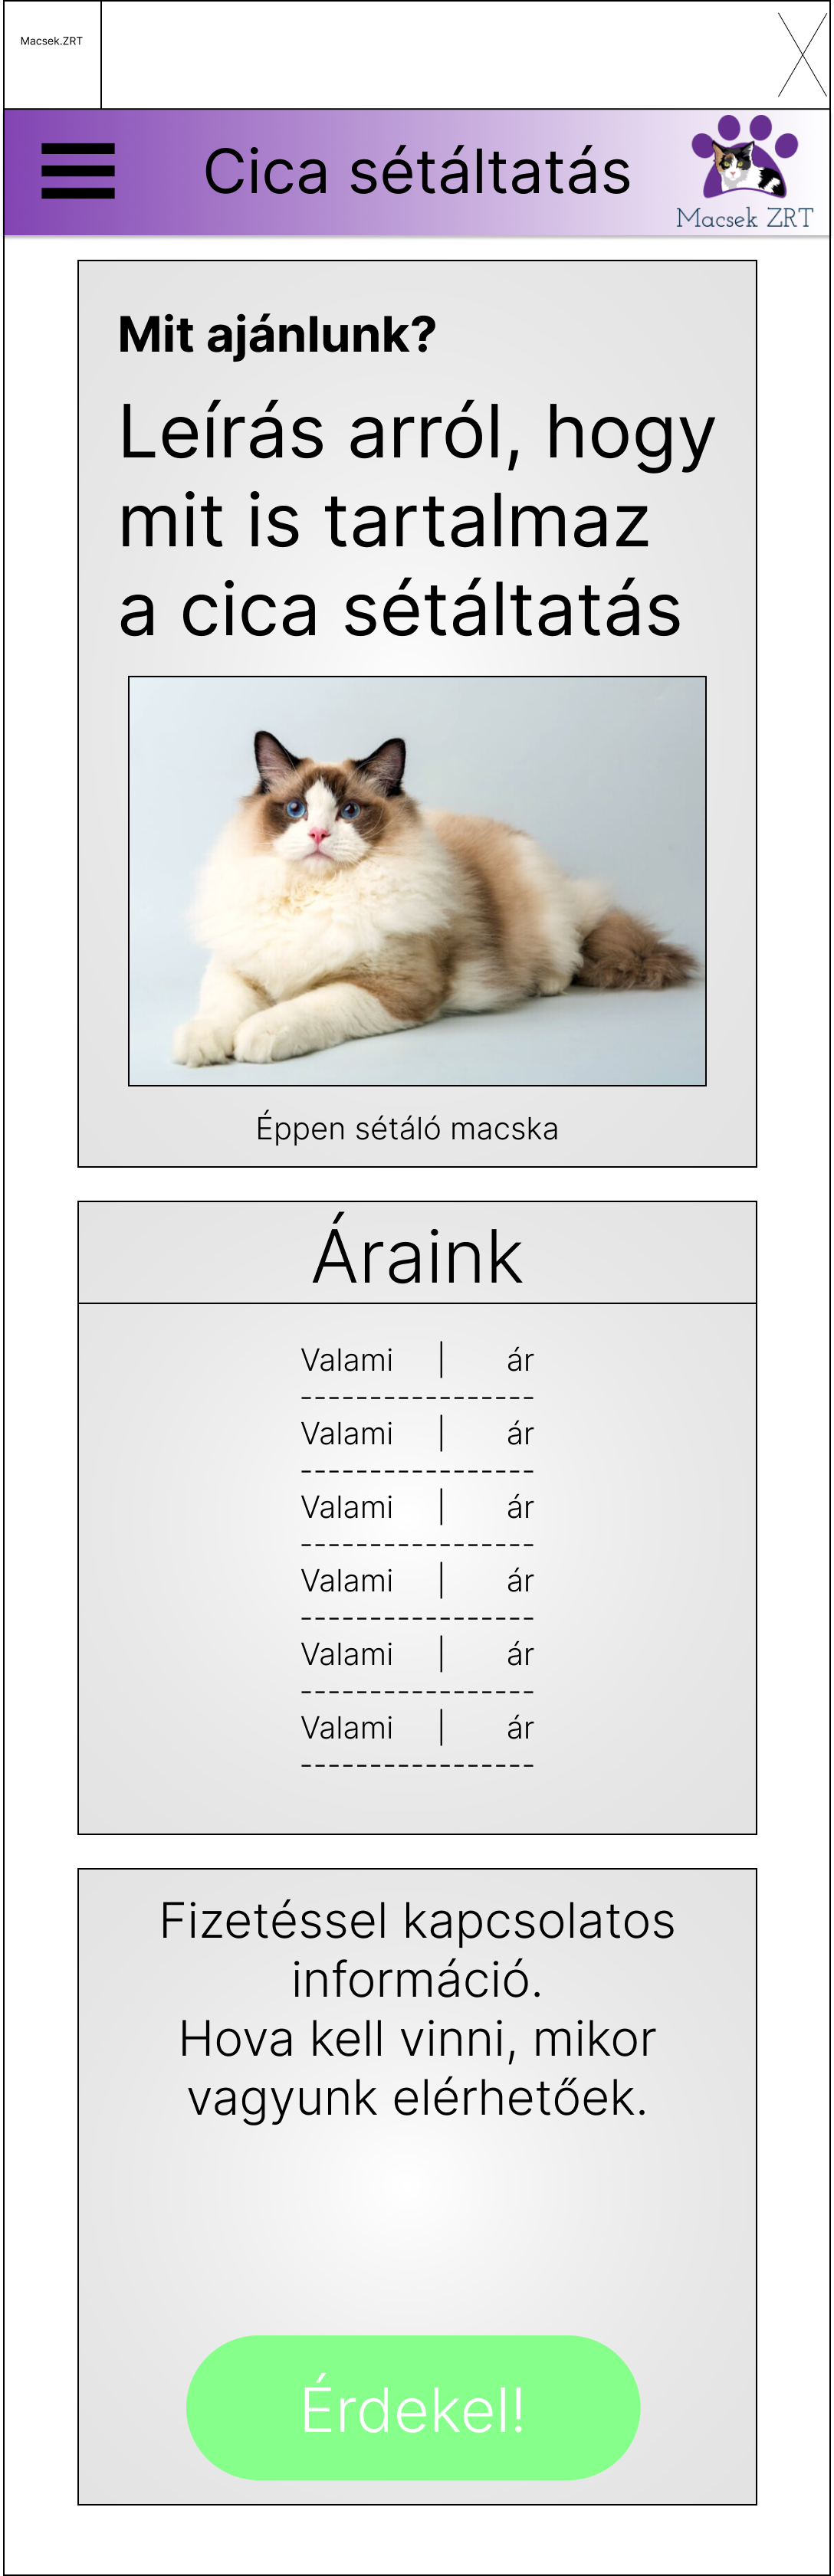 Macsek.ZRT
Cica sétáltatás
Macsek ZRT
Mit ajánlunk?
Leírás arról, hogy
mit is tartalmaz
a cica sétáltatás
Éppen sétáló macska
Áraink
Valami | ár
-----------------
Valami | ár
-----------------
Valami | ár
-----------------
Valami | ár
-----------------
Valami | ár
-----------------
Valami | ár
-----------------
Fizetéssel kapcsolatos
információ.
Hova kell vinni, mikor
vagyunk elérhetőek.
Érdekel!